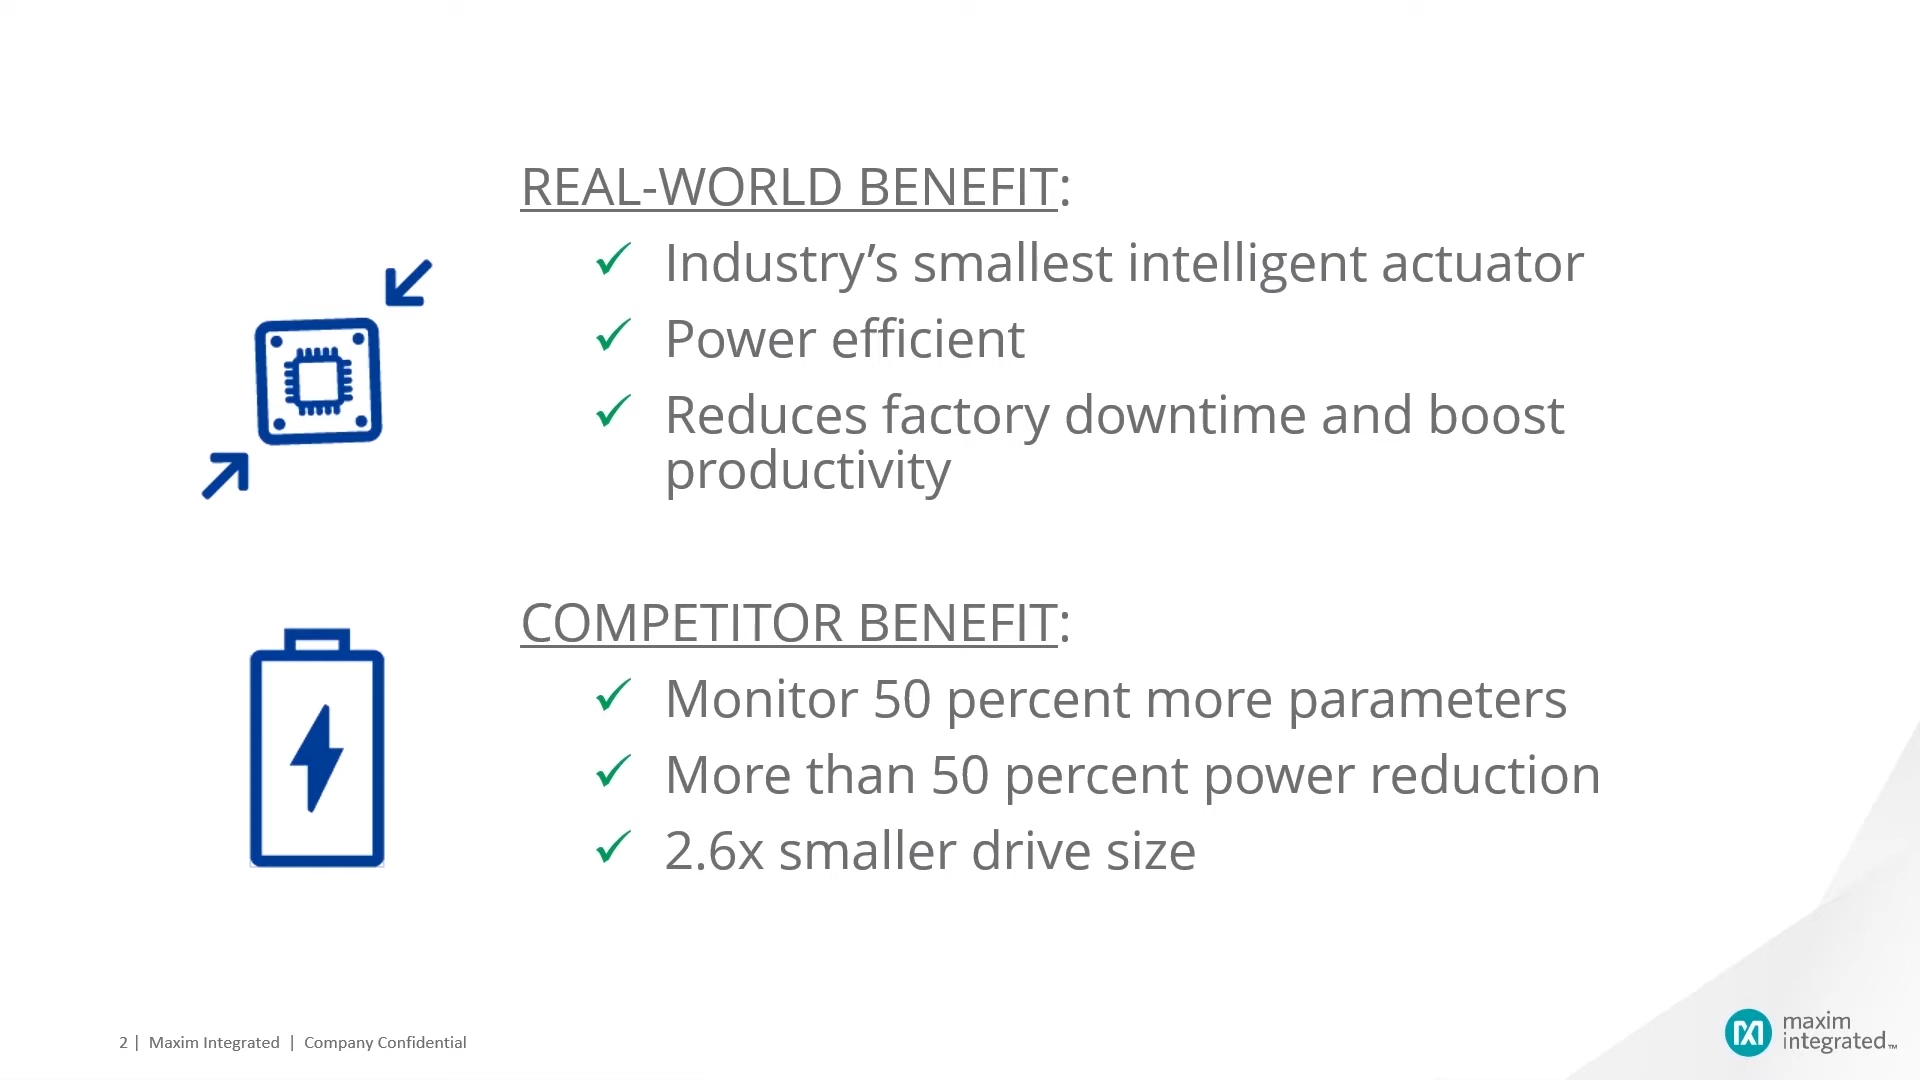 REAL-WORLD BENEFIT:
✓ Industry’s smallest intelligent actuator
✓ Power efficient
✓ Reduces factory downtime and boost
productivity
COMPETITOR BENEFIT:
✓ Monitor 50 percent more parameters
✓ More than 50 percent power reduction
✓ 2.6x smaller drive size
2 | Maxim Integrated | Company Confidential
maxim
integrated™